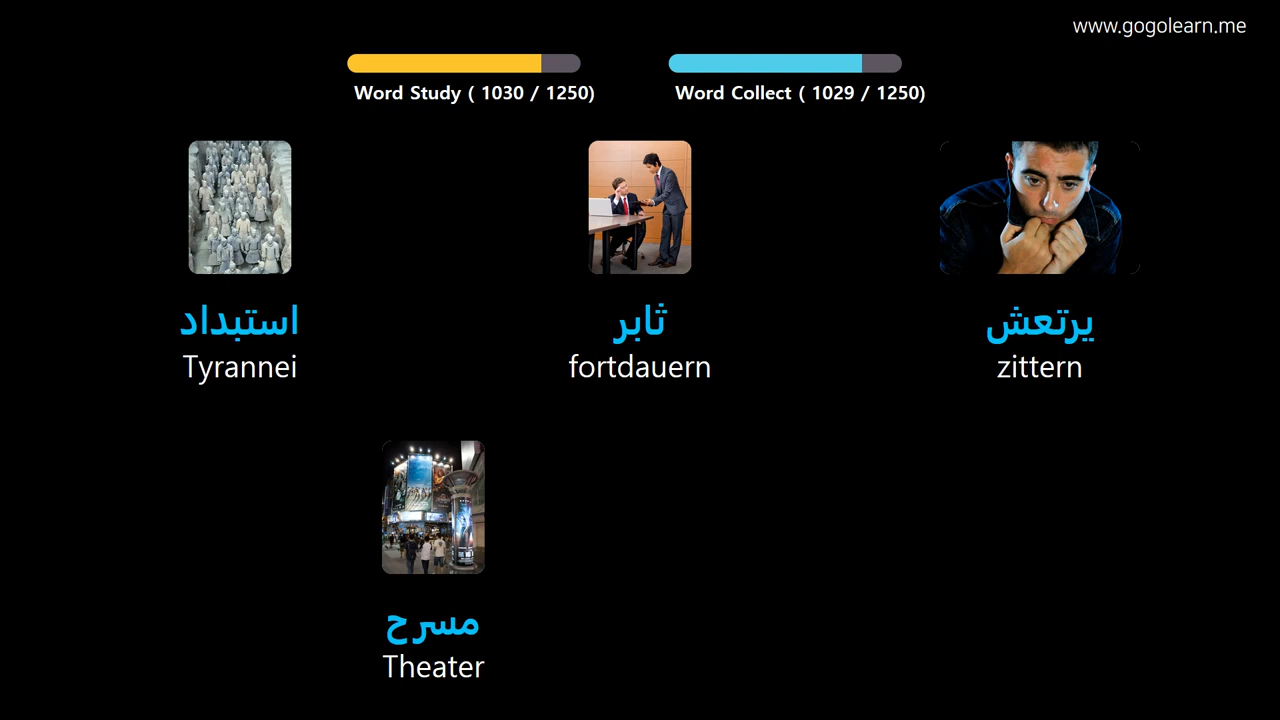 www.gogolearn.me
Word Study ( 1030 / 1250)
Word Collect ( 1029 / 1250)
استبداد
Tyrannei
ثابر
fortdauern
يرتعش
zittern
مسرح
Theater